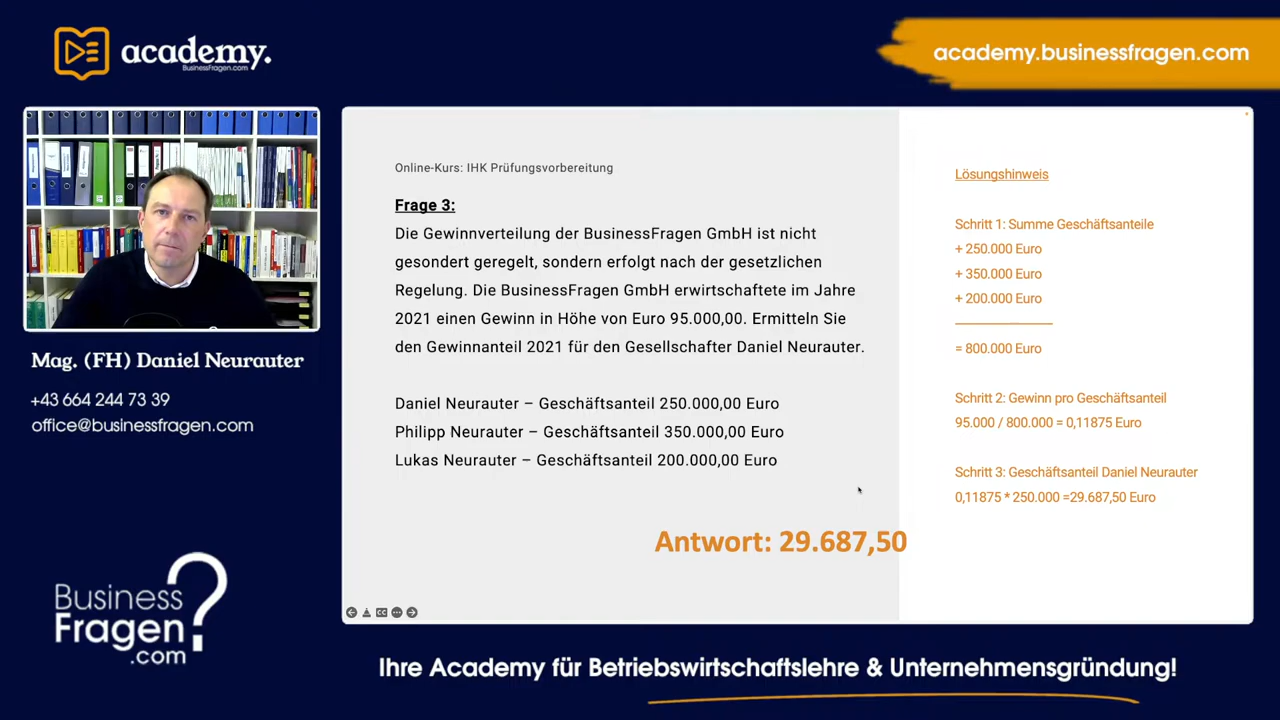 academy.
BusinessFragen.com
academy.businessfragen.com
Mag. (FH) Daniel Neurauter
+43 664 244 73 39
office@businessfragen.com
Business
Fragen
.com
?
Online-Kurs: IHK Prüfungsvorbereitung
Frage 3:
Die Gewinnverteilung der BusinessFragen GmbH ist nicht
gesondert geregelt, sondern erfolgt nach der gesetzlichen
Regelung. Die BusinessFragen GmbH erwirtschaftete im Jahre
2021 einen Gewinn in Höhe von Euro 95.000,00. Ermitteln Sie
den Gewinnanteil 2021 für den Gesellschafter Daniel Neurauter.
Daniel Neurauter – Geschäftsanteil 250.000,00 Euro
Philipp Neurauter – Geschäftsanteil 350.000,00 Euro
Lukas Neurauter – Geschäftsanteil 200.000,00 Euro
Antwort: 29.687,50
CC
Lösungshinweis
Schritt 1: Summe Geschäftsanteile
+ 250.000 Euro
+ 350.000 Euro
+ 200.000 Euro
= 800.000 Euro
Schritt 2: Gewinn pro Geschäftsanteil
95.000 / 800.000 = 0,11875 Euro
Schritt 3: Geschäftsanteil Daniel Neurauter
0,11875 * 250.000 =29.687,50 Euro
Ihre Academy für Betriebswirtschaftslehre & Unternehmensgründung!